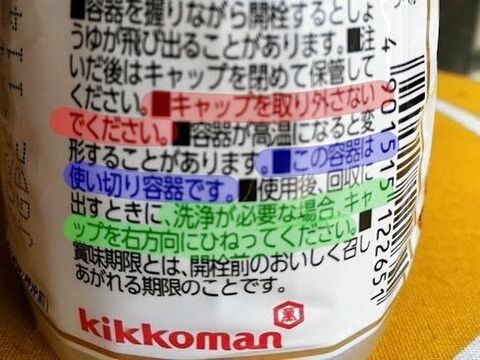 ■容器を握りながら開栓するとしょ
うゆが飛び出ることがあります。■注
いだ後はキャップを閉めて保管して
ください。■キャップを取り外さない
でください。■容器が高温になると変
形することがあります。■この容器は
使い切り容器です。■使用後、回収に
出すときに、洗浄が必要な場合、キャ
ップを右方向にひねってください。■
賞味期限とは、開栓前のおいしく召し
あがれる期限のことです。
kikkoman
萬
4 901515 122651